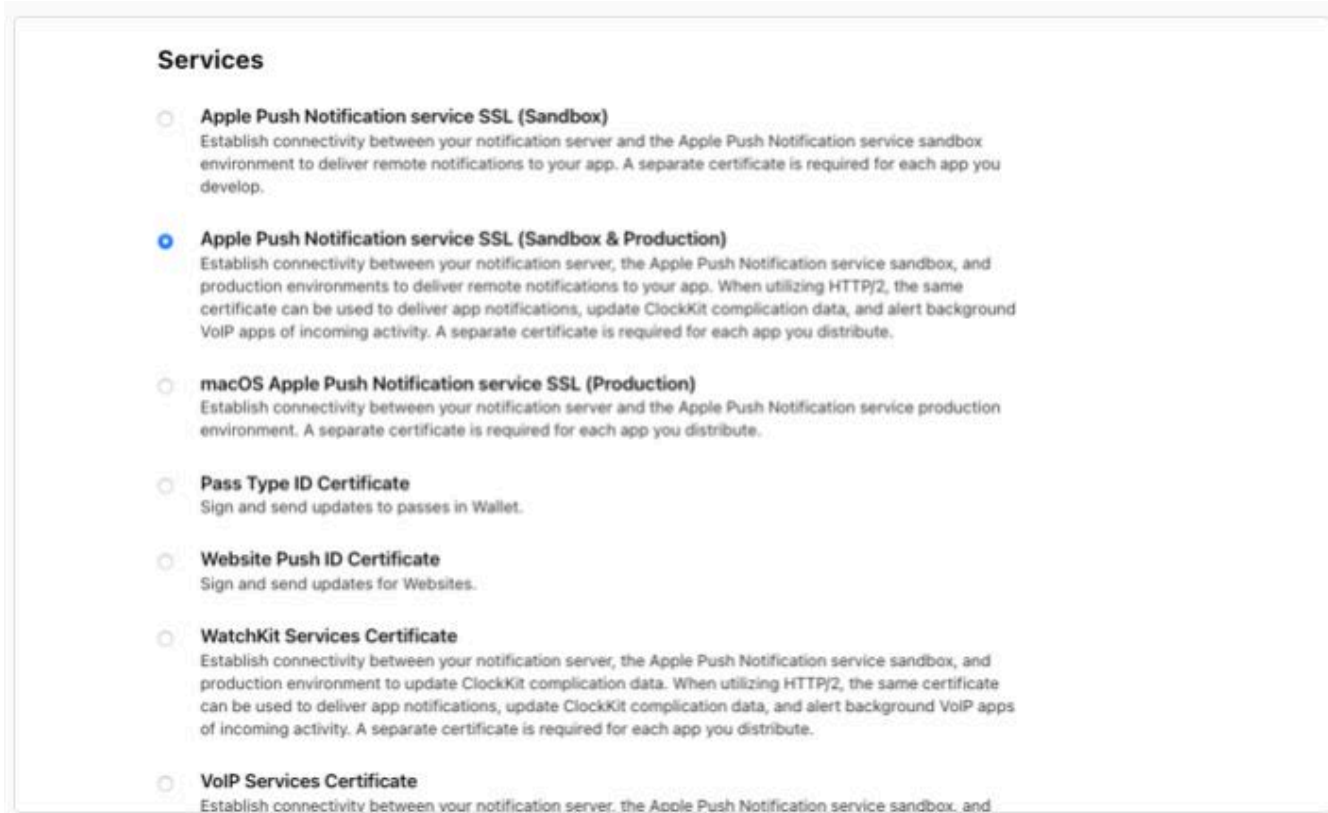 Services
Apple Push Notification service SSL (Sandbox)
Establish connectivity between your notification server and the Apple Push Notification service sandbox
environment to deliver remote notifications to your app. A separate certificate is required for each app you
develop.
Apple Push Notification service SSL (Sandbox & Production)
Establish connectivity between your notification server, the Apple Push Notification service sandbox, and
production environments to deliver remote notifications to your app. When utilizing HTTP/2, the same
certificate can be used to deliver app notifications, update ClockKit complication data, and alert background
VoIP apps of incoming activity. A separate certificate is required for each app you distribute.
macOS Apple Push Notification service SSL (Production)
Establish connectivity between your notification server and the Apple Push Notification service production
environment. A separate certificate is required for each app you distribute.
Pass Type ID Certificate
Sign and send updates to passes in Wallet.
Website Push ID Certificate
Sign and send updates for Websites.
WatchKit Services Certificate
Establish connectivity between your notification server, the Apple Push Notification service sandbox, and
production environment to update ClockKit complication data. When utilizing HTTP/2, the same certificate
can be used to deliver app notifications, update ClockKit complication data, and alert background VoIP apps
of incoming activity. A separate certificate is required for each app you distribute.
VoIP Services Certificate
Establish connectivity between your notification server, the Apple Push Notification service sandbox, and